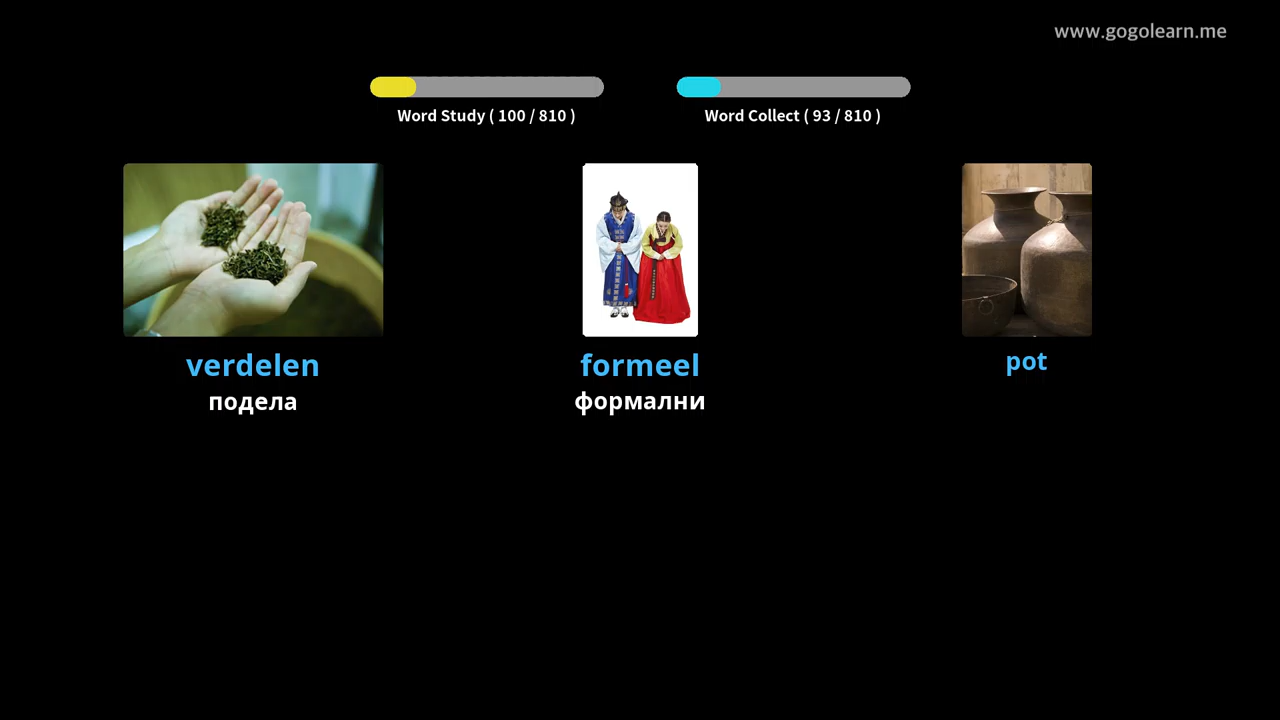 www.gogolearn.me
Word Study ( 100 / 810 )
Word Collect ( 93 / 810 )
verdelen
подела
formeel
формални
pot